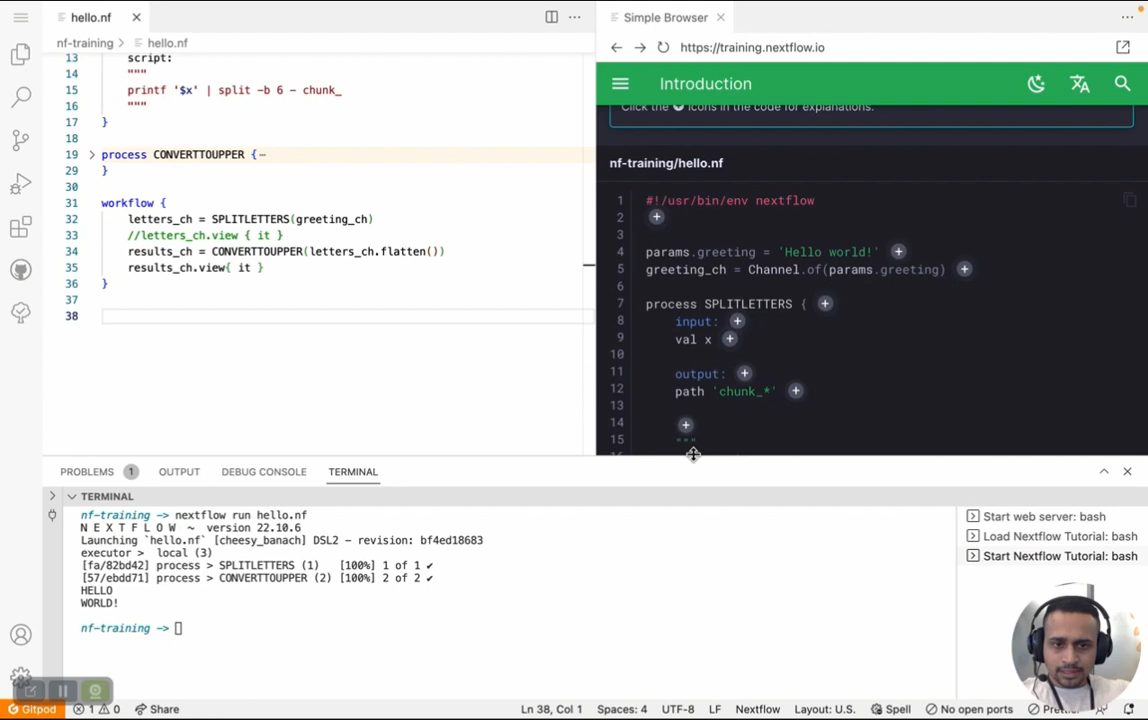 hello.nf
nf-training > hello.nf
13 script:
14 """
15 printf '$x' | split -b 6 - chunk_
16 """
17 }
18
19 process CONVERTTOUPPER {
29 }
30
31 workflow {
32 letters_ch = SPLITLETTERS(greeting_ch)
33 //letters_ch.view { it }
34 results_ch = CONVERTTOUPPER(letters_ch.flatten())
35 results_ch.view{ it }
36 }
37
38
Simple Browser
https://training.nextflow.io
Introduction
Click the icons in the code for explanations.
nf-training/hello.nf
1 #!/usr/bin/env nextflow
2
3
4 params.greeting = 'Hello world!'
5 greeting_ch = Channel.of(params.greeting)
6
7 process SPLITLETTERS {
8 input:
9 val x
10
11 output:
12 path 'chunk_*'
13
14
15 """
PROBLEMS 1 OUTPUT DEBUG CONSOLE TERMINAL
TERMINAL
nf-training -> nextflow run hello.nf
N E X T F L O W ~ version 22.10.6
Launching `hello.nf` [cheesy_banach] DSL2 - revision: bf4ed18683
executor > local (3)
[fa/82bd42] process > SPLITLETTERS (1) [100%] 1 of 1 ✔
[57/ebdd71] process > CONVERTTOUPPER (2) [100%] 2 of 2 ✔
HELLO
WORLD!
nf-training ->
Start web server: bash
Load Nextflow Tutorial: bash
Start Nextflow Tutorial: bash
Gitpod 1 0 Share Ln 38, Col 1 Spaces: 4 UTF-8 LF Nextflow Layout: U.S. Spell No open ports